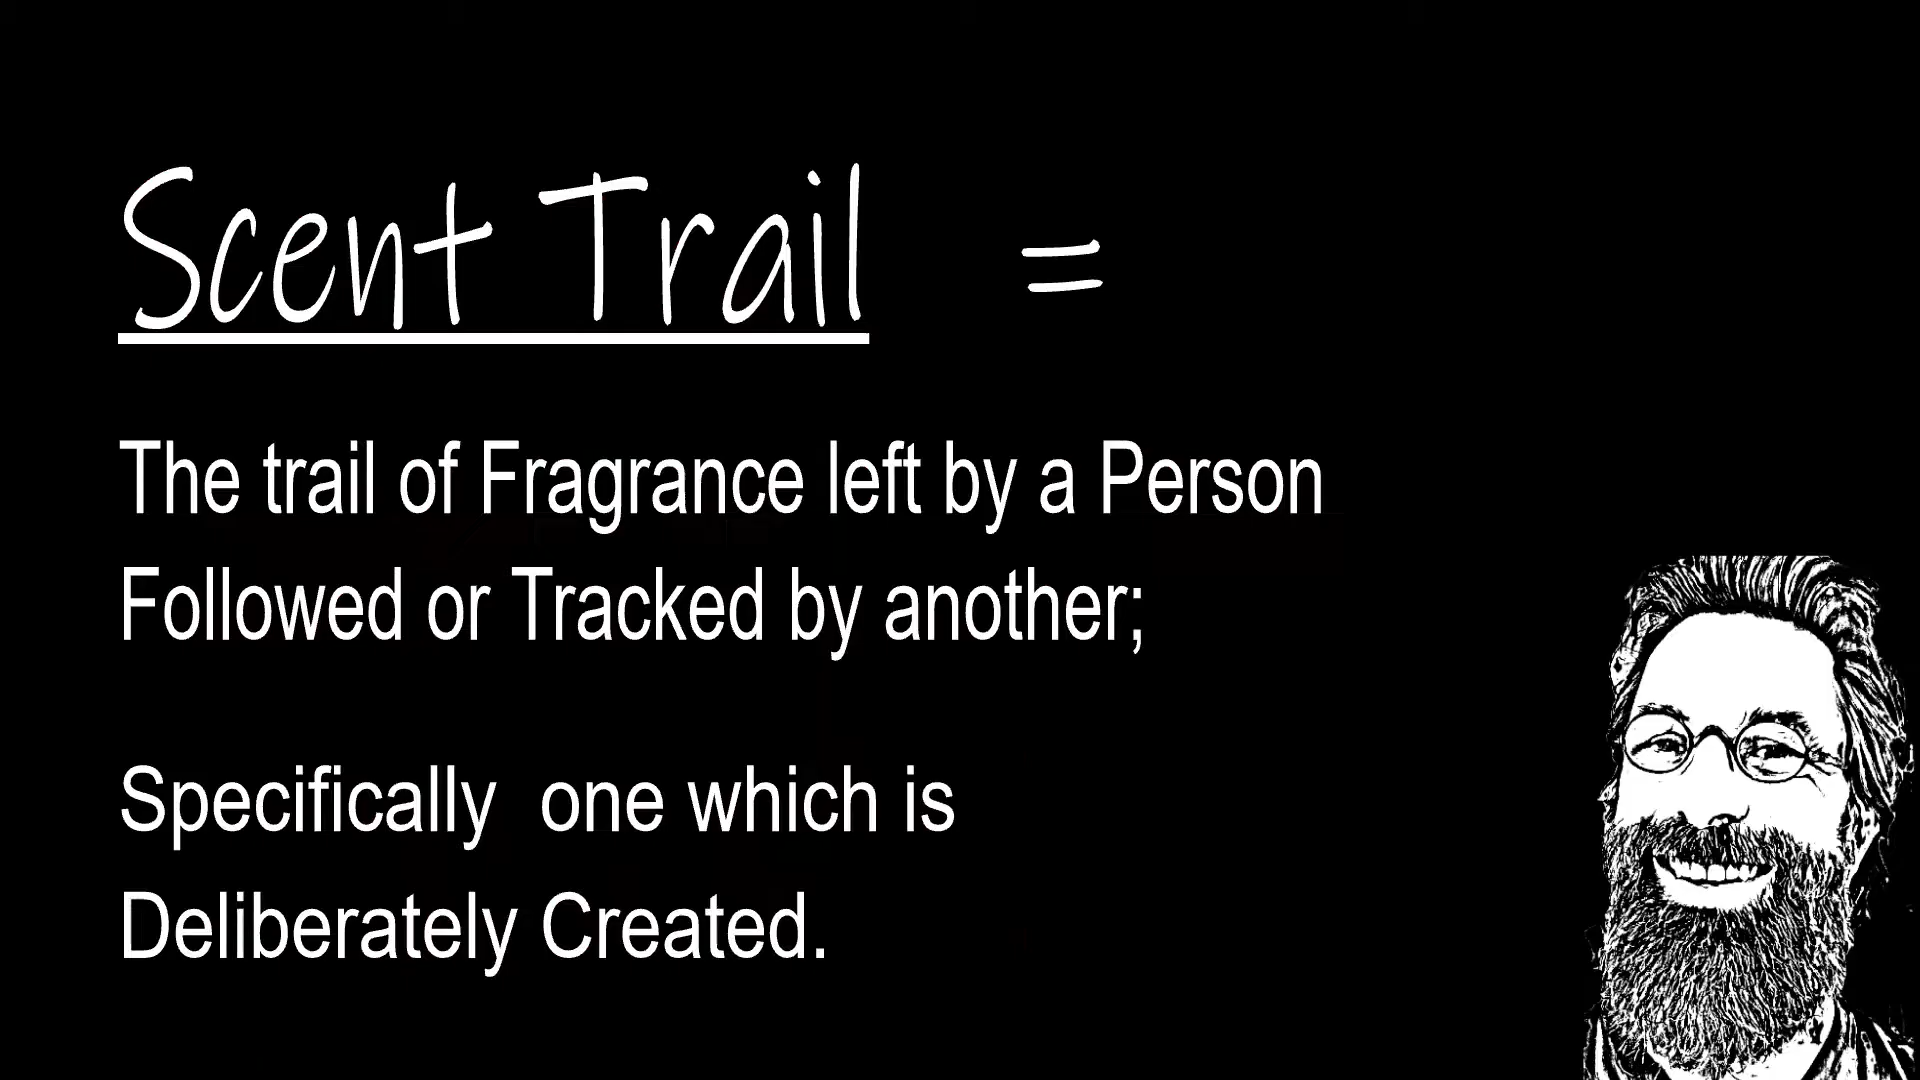 Scent Trail =
The trail of Fragrance left by a Person
Followed or Tracked by another;
Specifically one which is
Deliberately Created.